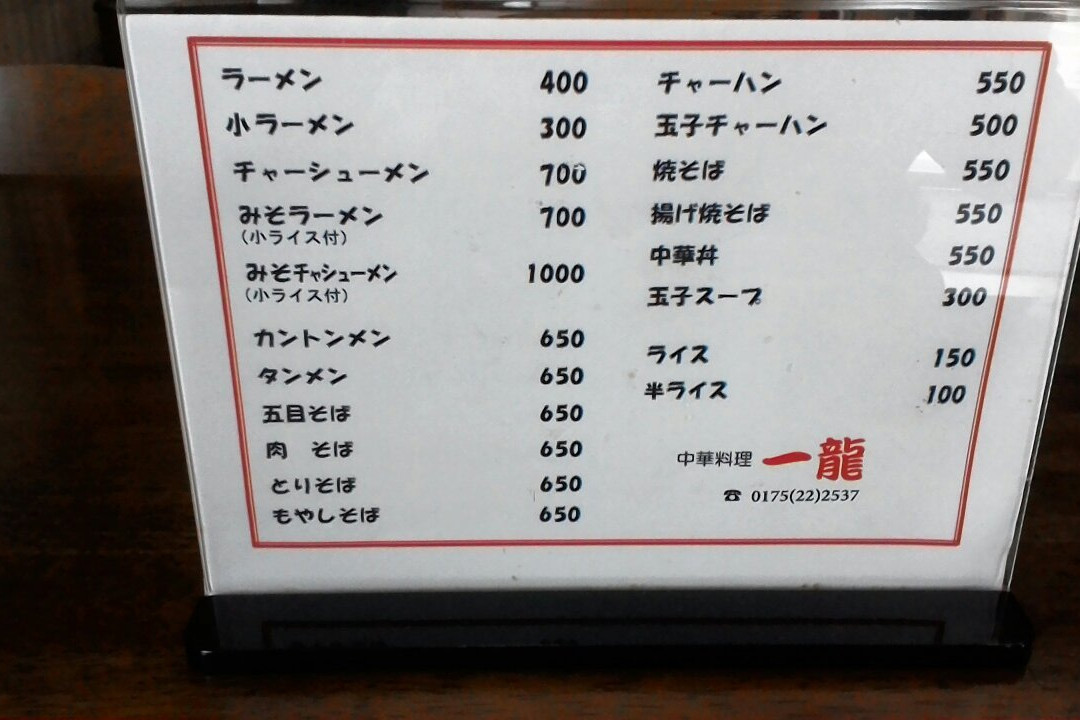 ラーメン 400
小ラーメン 300
チャーシューメン 700
みそラーメン 700
(小ライス付)
みそチャシューメン 1000
(小ライス付)
カントンメン 650
タンメン 650
五目そば 650
肉 そば 650
とりそば 650
もやしそば 650
チャーハン 550
玉子チャーハン 500
焼そば 550
揚げ焼そば 550
中華丼 550
玉子スープ 300
ライス 150
半ライス 100
中華料理 一龍
☎ 0175(22)2537